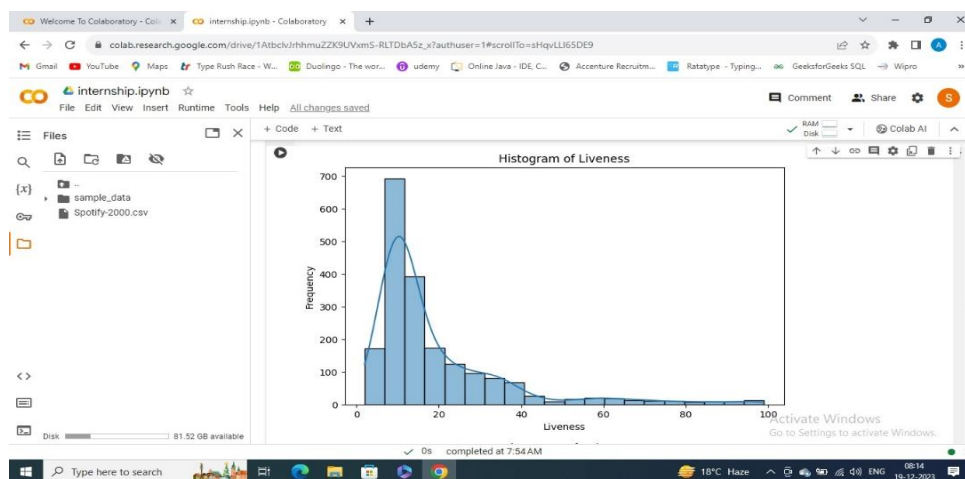 Welcome To Colaboratory - Col
internship.ipynb - Colaboratory
colab.research.google.com/drive/1AtbclvJrhhmuZZK9UVxmS-RLTDbA5z_x?authuser=1#scrollTo=sHqvLLI65DE9
Gmail YouTube Maps Type Rush Race - W... Duolingo - The wor... udemy Online Java - IDE, C... Accenture Recruitm... Ratatype - Typing... GeeksforGeeks SQL Wipro »
CO internship.ipynb
Comment Share S
File Edit View Insert Runtime Tools Help All changes saved
Files
+ Code + Text
RAM
Disk
Colab AI
..
sample_data
Spotify-2000.csv
{x}
Histogram of Liveness
700
600
500
400
300
200
100
0
Frequency
0 20 40 60 80 100
Liveness
Activate Windows
Go to Settings to activate Windows.
Disk 81.52 GB available
0s completed at 7:54 AM
Type here to search
18°C Haze ENG 08:14
19-12-2023